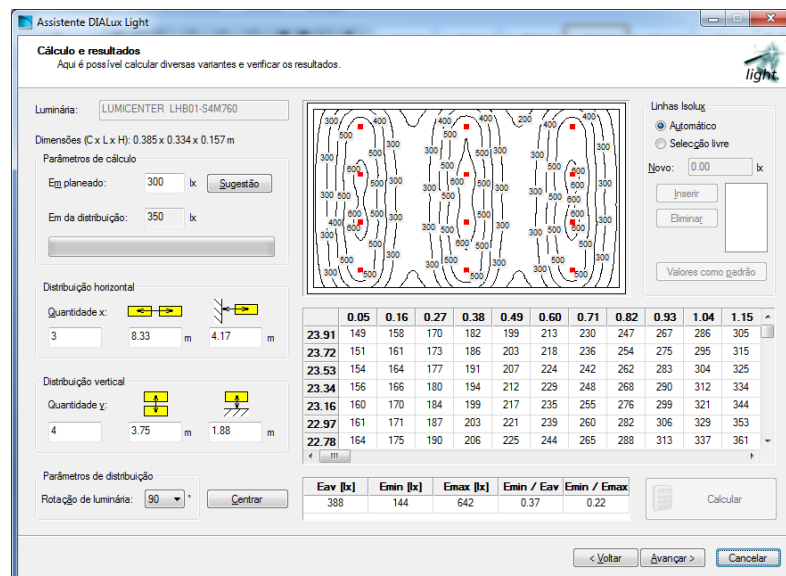 Assistente DIALux Light
Cálculo e resultados
Aqui é possível calcular diversas variantes e verificar os resultados.
light
Luminária: LUMICENTER LHB01-S4M760
Dimensões (C x L x H): 0.385 x 0.334 x 0.157 m
Parâmetros de cálculo
Em planeado: 300 lx Sugestão
Em da distribuição: 350 lx
Distribuição horizontal
Quantidade x:
3 8.33 m 4.17 m
Distribuição vertical
Quantidade y:
4 3.75 m 1.88 m
Parâmetros de distribuição
Rotação de luminária: 90 ° Centrar
Linhas Isolux
Automático
Selecção livre
Novo: 0.00 lx
Inserir
Eliminar
Valores como padrão
0.05 0.16 0.27 0.38 0.49 0.60 0.71 0.82 0.93 1.04 1.15
23.91 149 158 170 182 199 213 230 247 267 286 305
23.72 151 161 173 186 203 218 236 254 275 295 315
23.53 154 164 177 191 207 224 242 262 283 304 325
23.34 156 166 180 194 212 229 248 268 290 312 334
23.16 160 170 184 199 217 235 255 276 299 321 344
22.97 161 171 187 203 221 239 260 282 306 329 353
22.78 164 175 190 206 225 244 265 288 313 337 361
Eav [lx] Emin [lx] Emax [lx] Emin / Eav Emin / Emax
388 144 642 0.37 0.22
Calcular
< Voltar Avançar > Cancelar